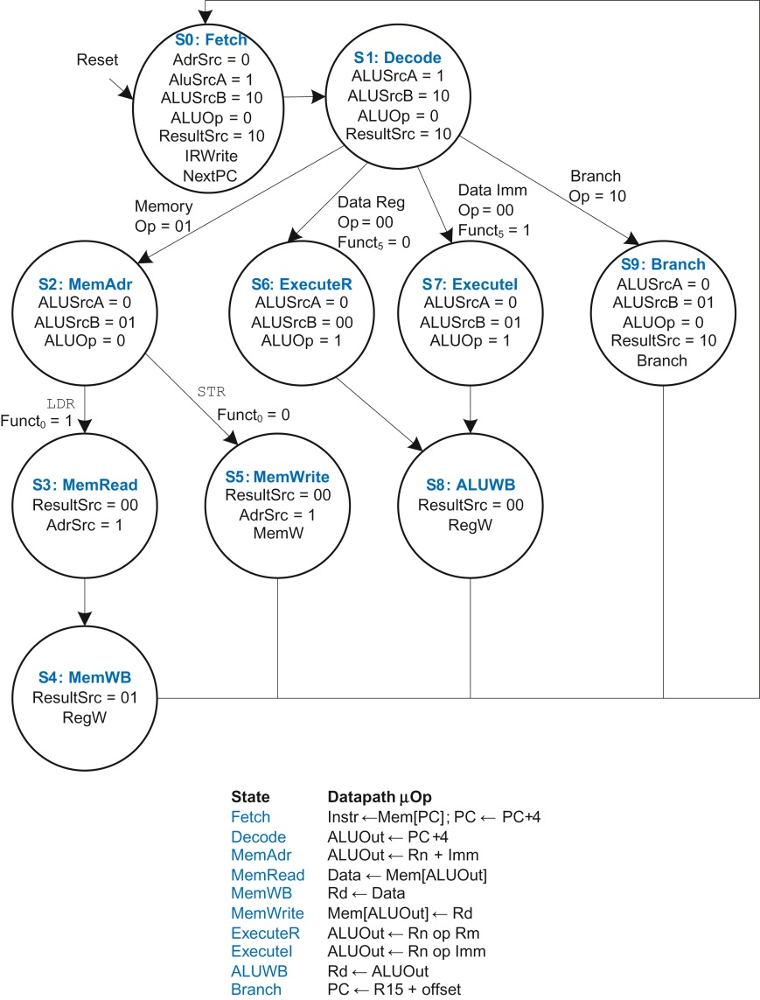 Reset
S0: Fetch
AdrSrc = 0
AluSrcA = 1
ALUSrcB = 10
ALUOp = 0
ResultSrc = 10
IRWrite
NextPC
S1: Decode
ALUSrcA = 1
ALUSrcB = 10
ALUOp = 0
ResultSrc = 10
Memory
Op = 01
Data Reg
Op = 00
Funct₅ = 0
Data Imm
Op = 00
Funct₅ = 1
Branch
Op = 10
S2: MemAdr
ALUSrcA = 0
ALUSrcB = 01
ALUOp = 0
S6: ExecuteR
ALUSrcA = 0
ALUSrcB = 00
ALUOp = 1
S7: ExecuteI
ALUSrcA = 0
ALUSrcB = 01
ALUOp = 1
S9: Branch
ALUSrcA = 0
ALUSrcB = 01
ALUOp = 0
ResultSrc = 10
Branch
LDR
Funct₀ = 1
STR
Funct₀ = 0
S3: MemRead
ResultSrc = 00
AdrSrc = 1
S5: MemWrite
ResultSrc = 00
AdrSrc = 1
MemW
S8: ALUWB
ResultSrc = 00
RegW
S4: MemWB
ResultSrc = 01
RegW
State Datapath μOp
Fetch Instr ←Mem[PC]; PC ← PC+4
Decode ALUOut ← PC+4
MemAdr ALUOut ← Rn + Imm
MemRead Data ← Mem[ALUOut]
MemWB Rd ← Data
MemWrite Mem[ALUOut] ← Rd
ExecuteR ALUOut ← Rn op Rm
ExecuteI ALUOut ← Rn op Imm
ALUWB Rd ← ALUOut
Branch PC ← R15 + offset